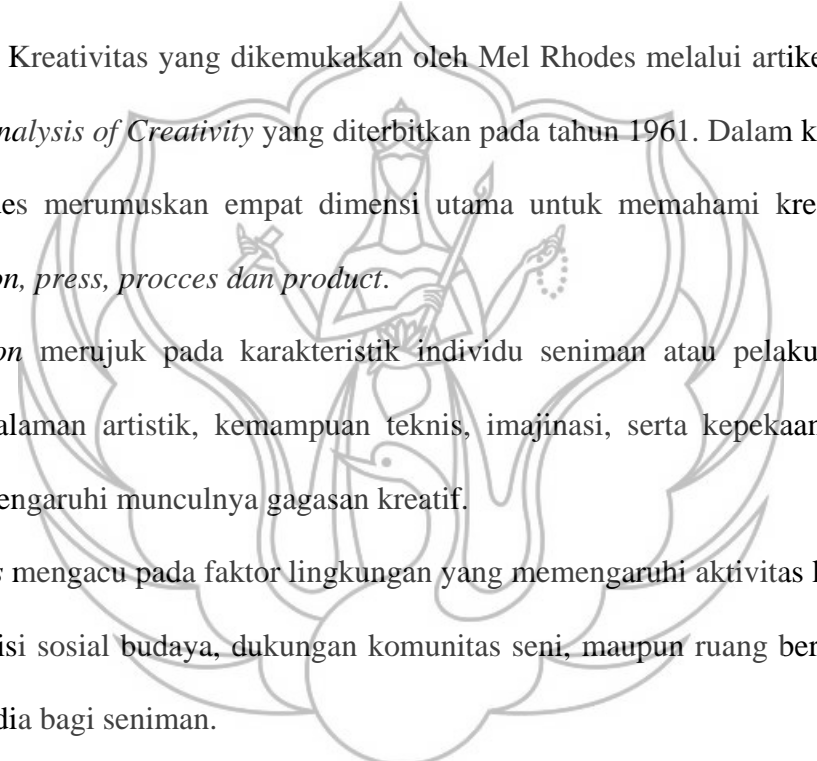 Kreativitas yang dikemukakan oleh Mel Rhodes melalui artike
nalysis of Creativity yang diterbitkan pada tahun 1961. Dalam k
es merumuskan empat dimensi utama untuk memahami kre
on, press, procces dan product.
on merujuk pada karakteristik individu seniman atau pelaku
alaman artistik, kemampuan teknis, imajinasi, serta kepekaan
engaruhi munculnya gagasan kreatif.
s mengacu pada faktor lingkungan yang memengaruhi aktivitas
isi sosial budaya, dukungan komunitas seni, maupun ruang ber
dia bagi seniman.